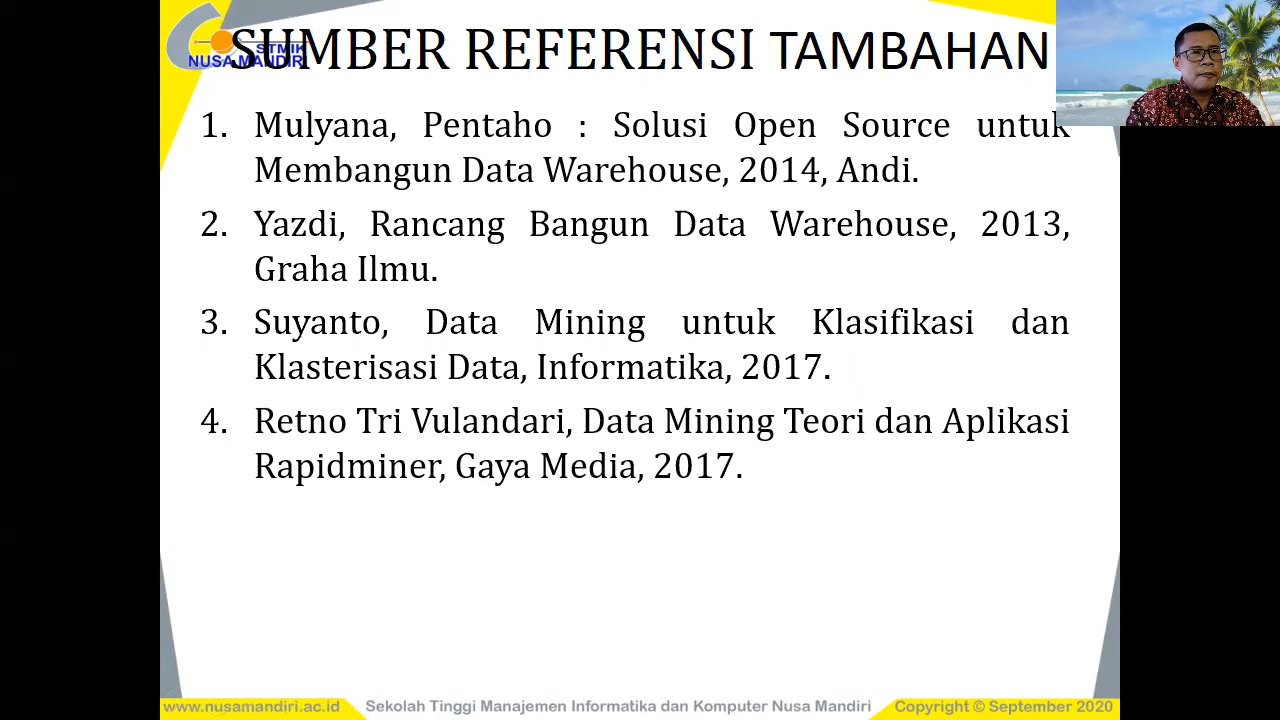 STMIK
NUSA MANDIRI
SUMBER REFERENSI TAMBAHAN
1. Mulyana, Pentaho : Solusi Open Source untuk
Membangun Data Warehouse, 2014, Andi.
2. Yazdi, Rancang Bangun Data Warehouse, 2013,
Graha Ilmu.
3. Suyanto, Data Mining untuk Klasifikasi dan
Klasterisasi Data, Informatika, 2017.
4. Retno Tri Vulandari, Data Mining Teori dan Aplikasi
Rapidminer, Gaya Media, 2017.
www.nusamandiri.ac.id Sekolah Tinggi Manajemen Informatika dan Komputer Nusa Mandiri Copyright © September 2020